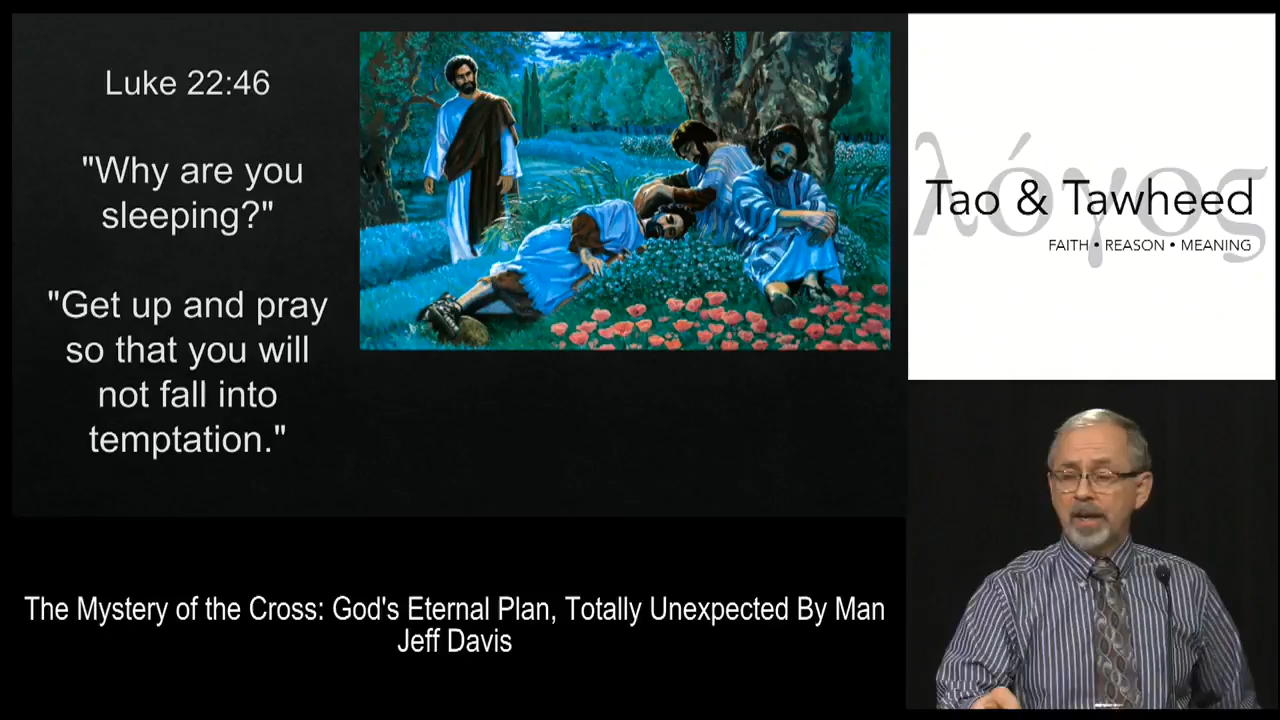 Luke 22:46
"Why are you
sleeping?"
"Get up and pray
so that you will
not fall into
temptation."
λόγος
Tao & Tawheed
FAITH • REASON • MEANING
The Mystery of the Cross: God's Eternal Plan, Totally Unexpected By Man
Jeff Davis